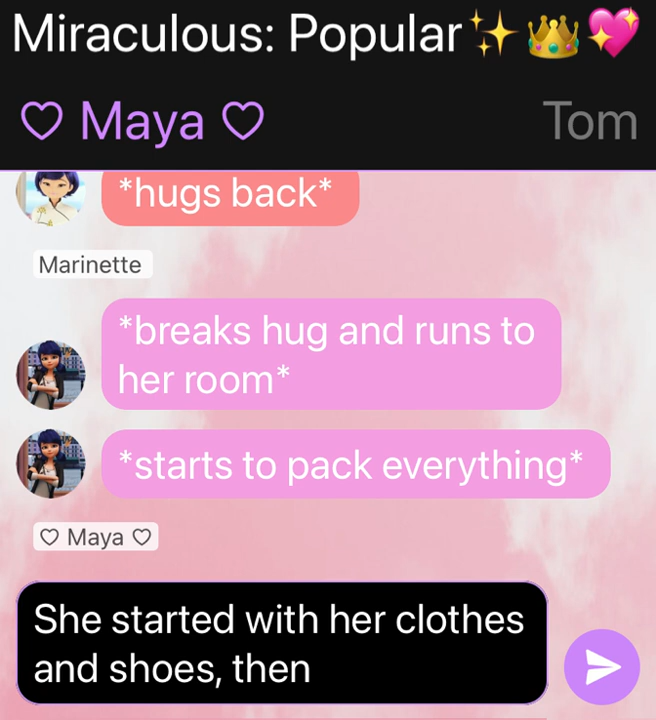 Miraculous: Popular✨👑💖
♡ Maya ♡ Tom
*hugs back*
Marinette
*breaks hug and runs to
her room*
*starts to pack everything*
♡ Maya ♡
She started with her clothes
and shoes, then